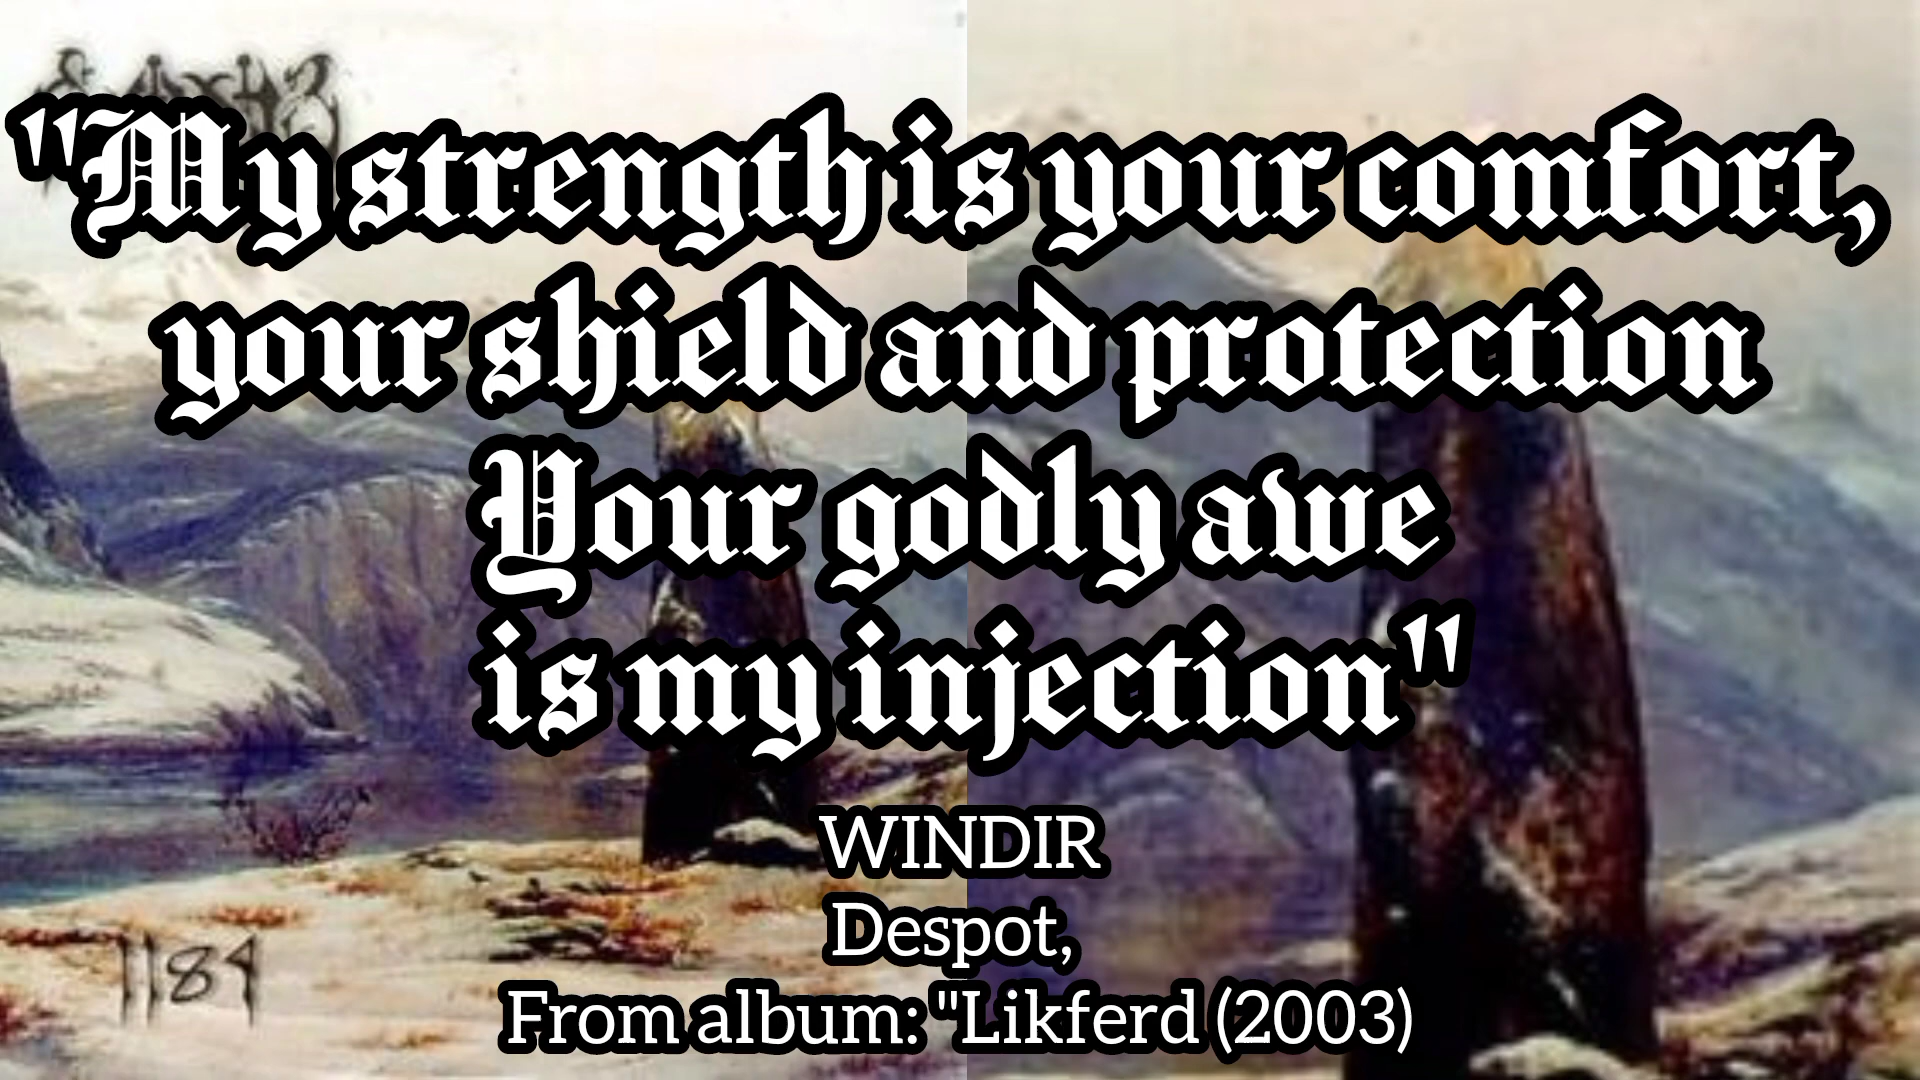 "My strength is your comfort,
your shield and protection
Your godly awe
is my injection"
WINDIR
Despot,
From album: "Likferd (2003)
1184